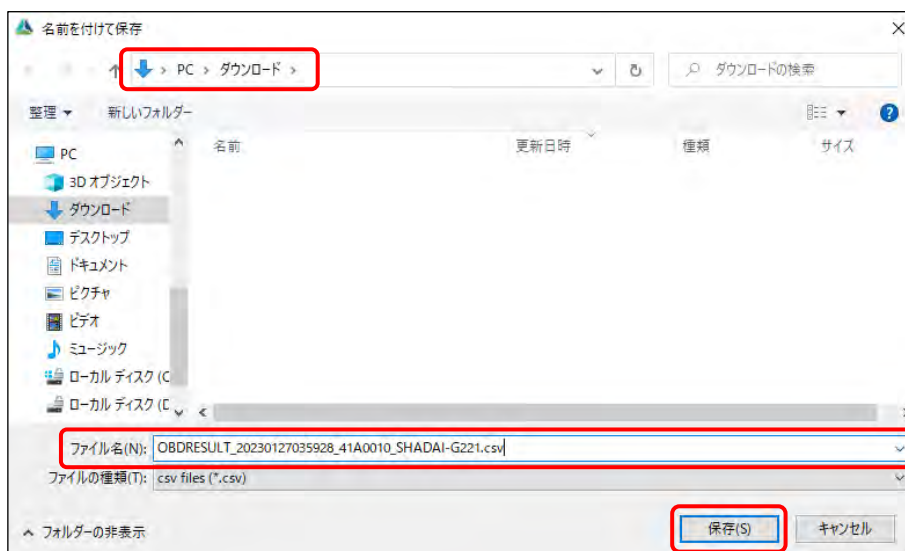 名前を付けて保存
PC > ダウンロード >
ダウンロードの検索
整理 新しいフォルダー
名前 更新日時 種類 サイズ
PC
3D オブジェクト
ダウンロード
デスクトップ
ドキュメント
ピクチャ
ビデオ
ミュージック
ローカル ディスク (C
ローカル ディスク (D
ファイル名(N): OBDRESULT_20230127035928_41A0010_SHADAI-G221.csv
ファイルの種類(T): csv files (*.csv)
フォルダーの非表示
保存(S) キャンセル